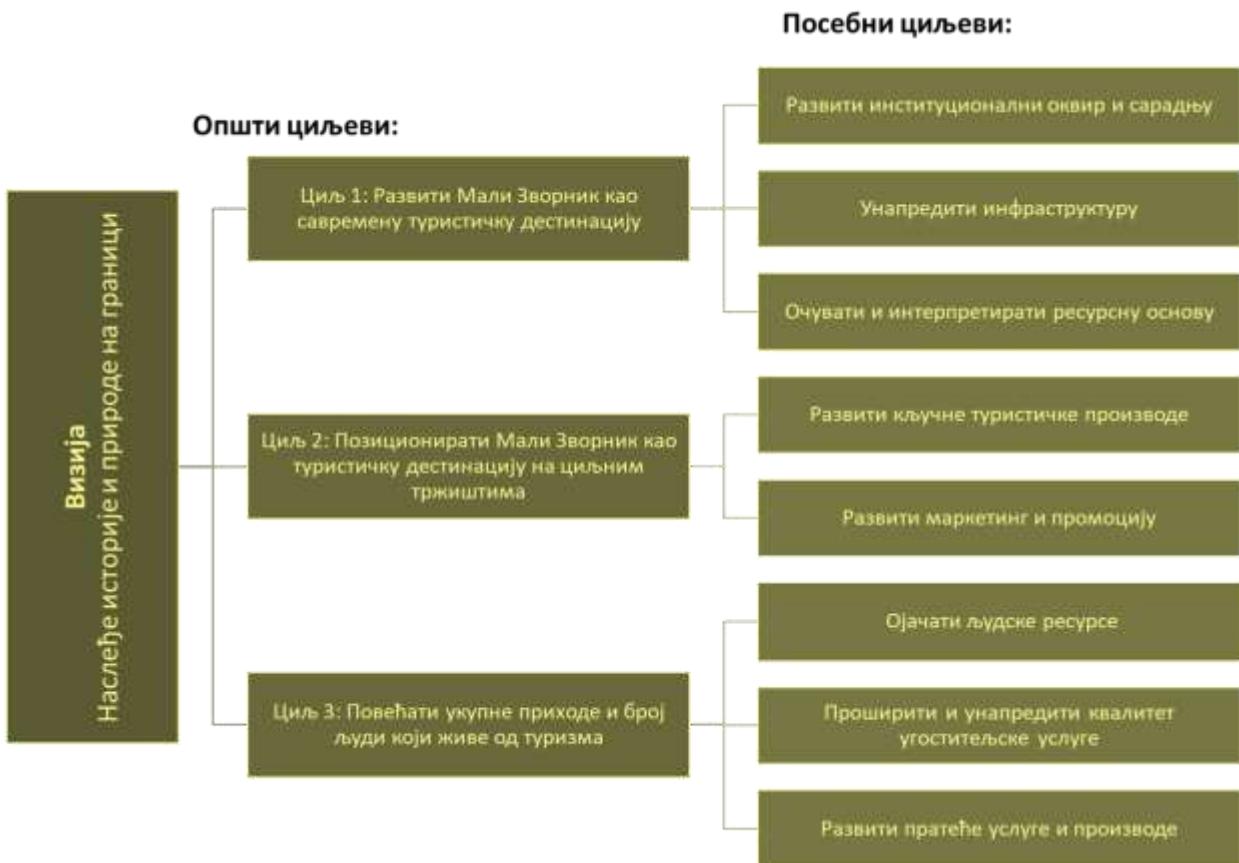 Посебни циљеви:
Општи циљеви:
Визија
Наслеђе историје и природе на граници
Циљ 1: Развити Мали Зворник као
савремену туристичку дестинацију
Развити институционални оквир и сарадњу
Унапредити инфраструктуру
Очувати и интерпретирати ресурсну основу
Циљ 2: Позиционирати Мали Зворник као
туристичку дестинацију на циљним
тржиштима
Развити кључне туристичке производе
Развити маркетинг и промоцију
Циљ 3: Повећати укупне приходе и број
људи који живе од туризма
Ојачати људске ресурсе
Проширити и унапредити квалитет
угоститељске услуге
Развити пратеће услуге и производе